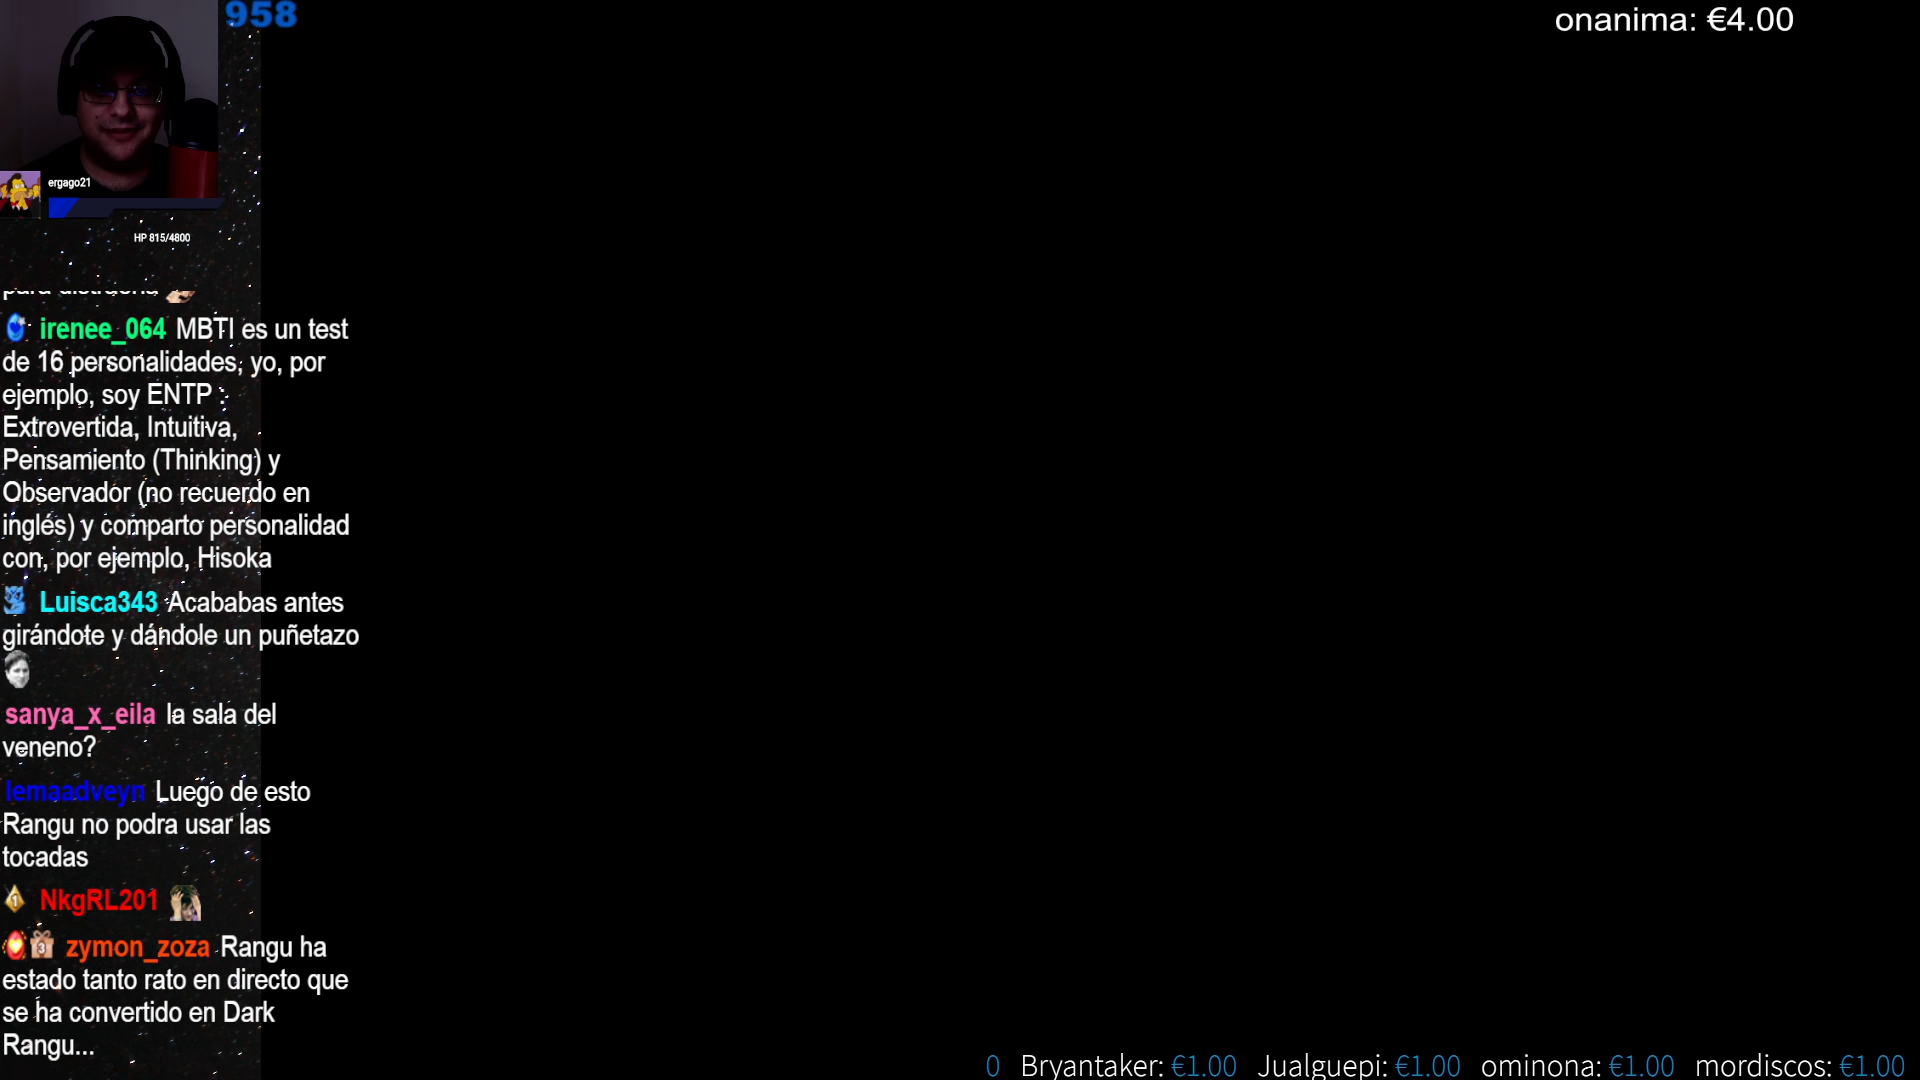 958
onanima: €4.00
ergago21
HP 815/4800
irenee_064 MBTI es un test
de 16 personalidades, yo, por
ejemplo, soy ENTP :
Extrovertida, Intuitiva,
Pensamiento (Thinking) y
Observador (no recuerdo en
inglés) y comparto personalidad
con, por ejemplo, Hisoka
Luisca343 Acababas antes
girándote y dándole un puñetazo
sanya_x_eila la sala del
veneno?
lemaadveyn Luego de esto
Rangu no podra usar las
tocadas
NkgRL201
zymon_zoza Rangu ha
estado tanto rato en directo que
se ha convertido en Dark
Rangu...
0 Bryantaker: €1.00 Jualguepi: €1.00 ominona: €1.00 mordiscos: €1.00